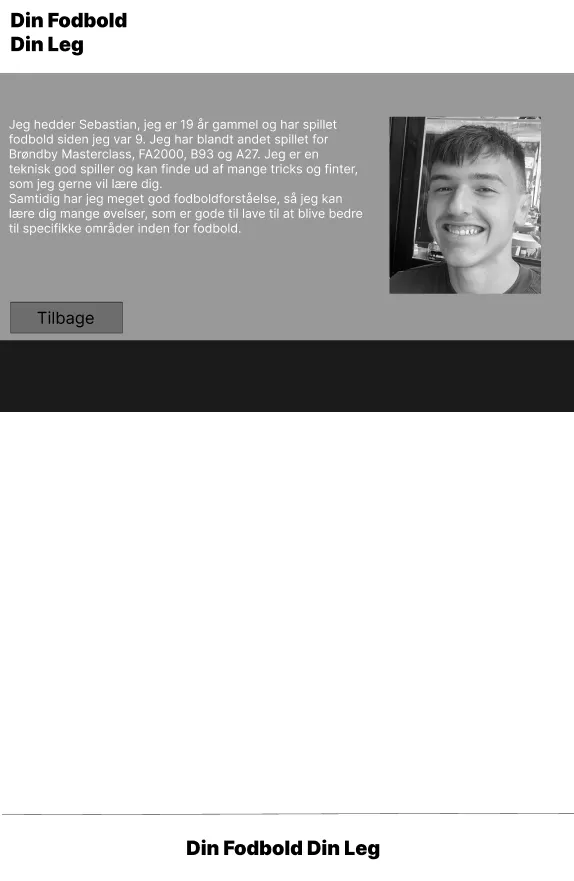 Din Fodbold
Din Leg
Jeg hedder Sebastian, jeg er 19 år gammel og har spillet
fodbold siden jeg var 9. Jeg har blandt andet spillet for
Brøndby Masterclass, FA2000, B93 og A27. Jeg er en
teknisk god spiller og kan finde ud af mange tricks og finter,
som jeg gerne vil lære dig.
Samtidig har jeg meget god fodboldforståelse, så jeg kan
lære dig mange øvelser, som er gode til lave til at blive bedre
til specifikke områder inden for fodbold.
Tilbage
Din Fodbold Din Leg